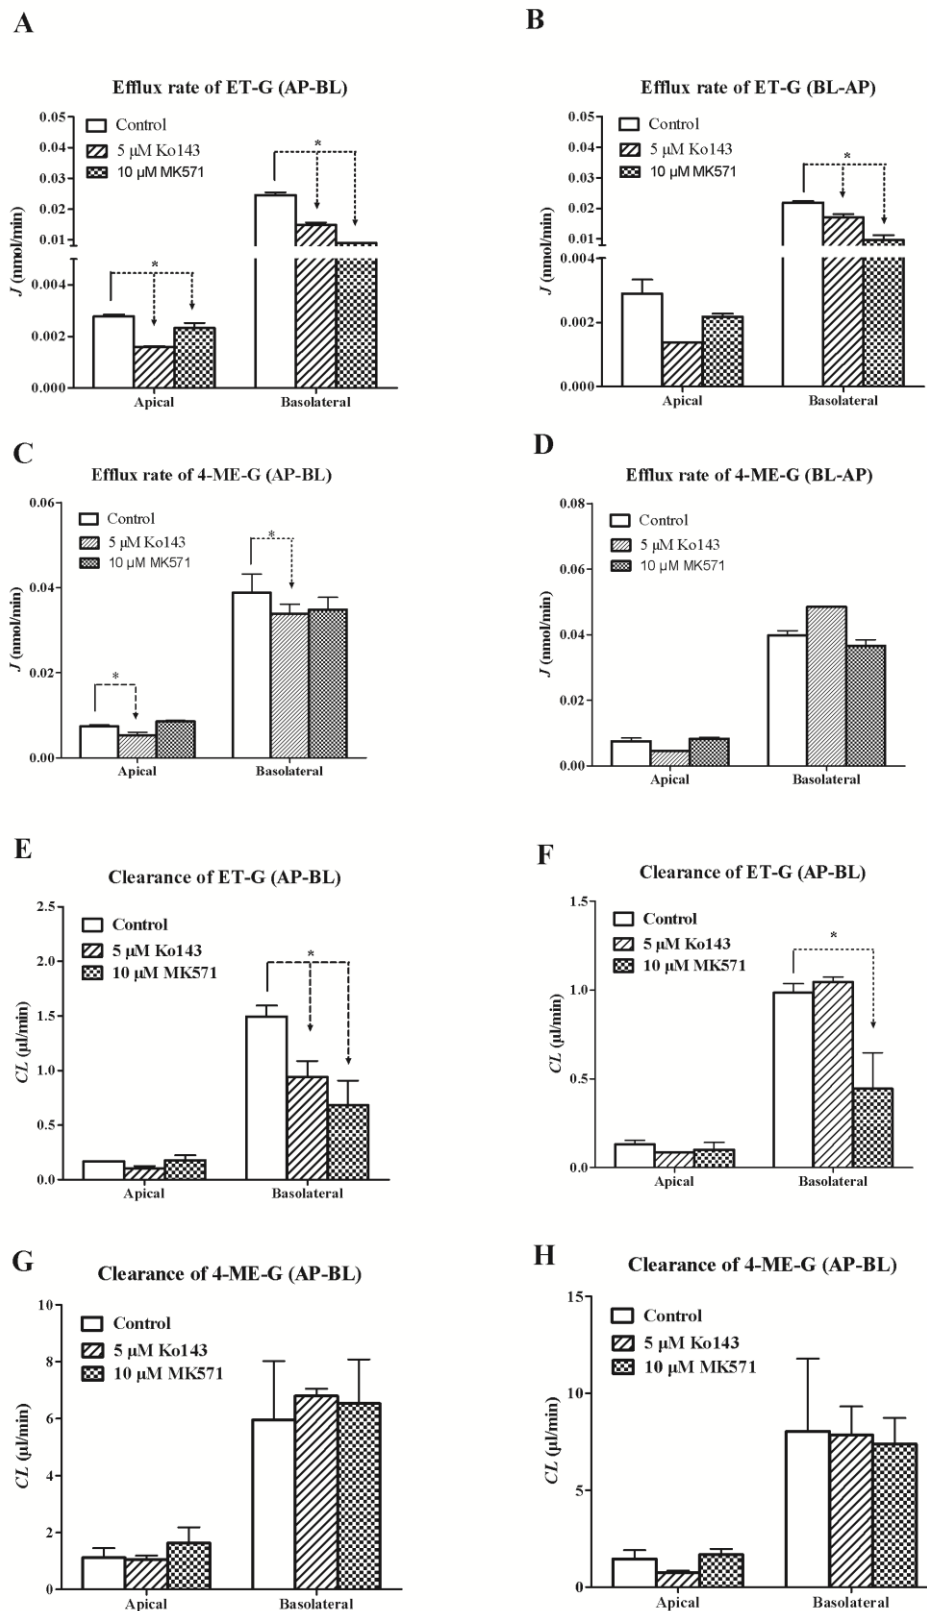 A
Efflux rate of ET-G (AP-BL)
0.05
0.04
0.03
0.02
0.01
0.004
0.002
0.000
J (nmol/min)
Control
5 μM Ko143
10 μM MK571
*
*
Apical
Basolateral
B
Efflux rate of ET-G (BL-AP)
0.05
0.04
0.03
0.02
0.01
0.004
0.002
0.000
J (nmol/min)
Control
5 μM Ko143
10 μM MK571
*
Apical
Basolateral
C
Efflux rate of 4-ME-G (AP-BL)
0.06
0.04
0.02
0.00
J (nmol/min)
Control
5 μM Ko143
10 μM MK571
*
*
Apical
Basolateral
D
Efflux rate of 4-ME-G (BL-AP)
0.08
0.06
0.04
0.02
0.00
J (nmol/min)
Control
5 μM Ko143
10 μM MK571
Apical
Basolateral
E
Clearance of ET-G (AP-BL)
2.5
2.0
1.5
1.0
0.5
0.0
CL (μl/min)
Control
5 μM Ko143
10 μM MK571
*
Apical
Basolateral
F
Clearance of ET-G (AP-BL)
1.5
1.0
0.5
0.0
CL (μl/min)
Control
5 μM Ko143
10 μM MK571
*
Apical
Basolateral
G
Clearance of 4-ME-G (AP-BL)
10
8
6
4
2
0
CL (μl/min)
Control
5 μM Ko143
10 μM MK571
Apical
Basolateral
H
Clearance of 4-ME-G (AP-BL)
15
10
5
0
CL (μl/min)
Control
5 μM Ko143
10 μM MK571
Apical
Basolateral